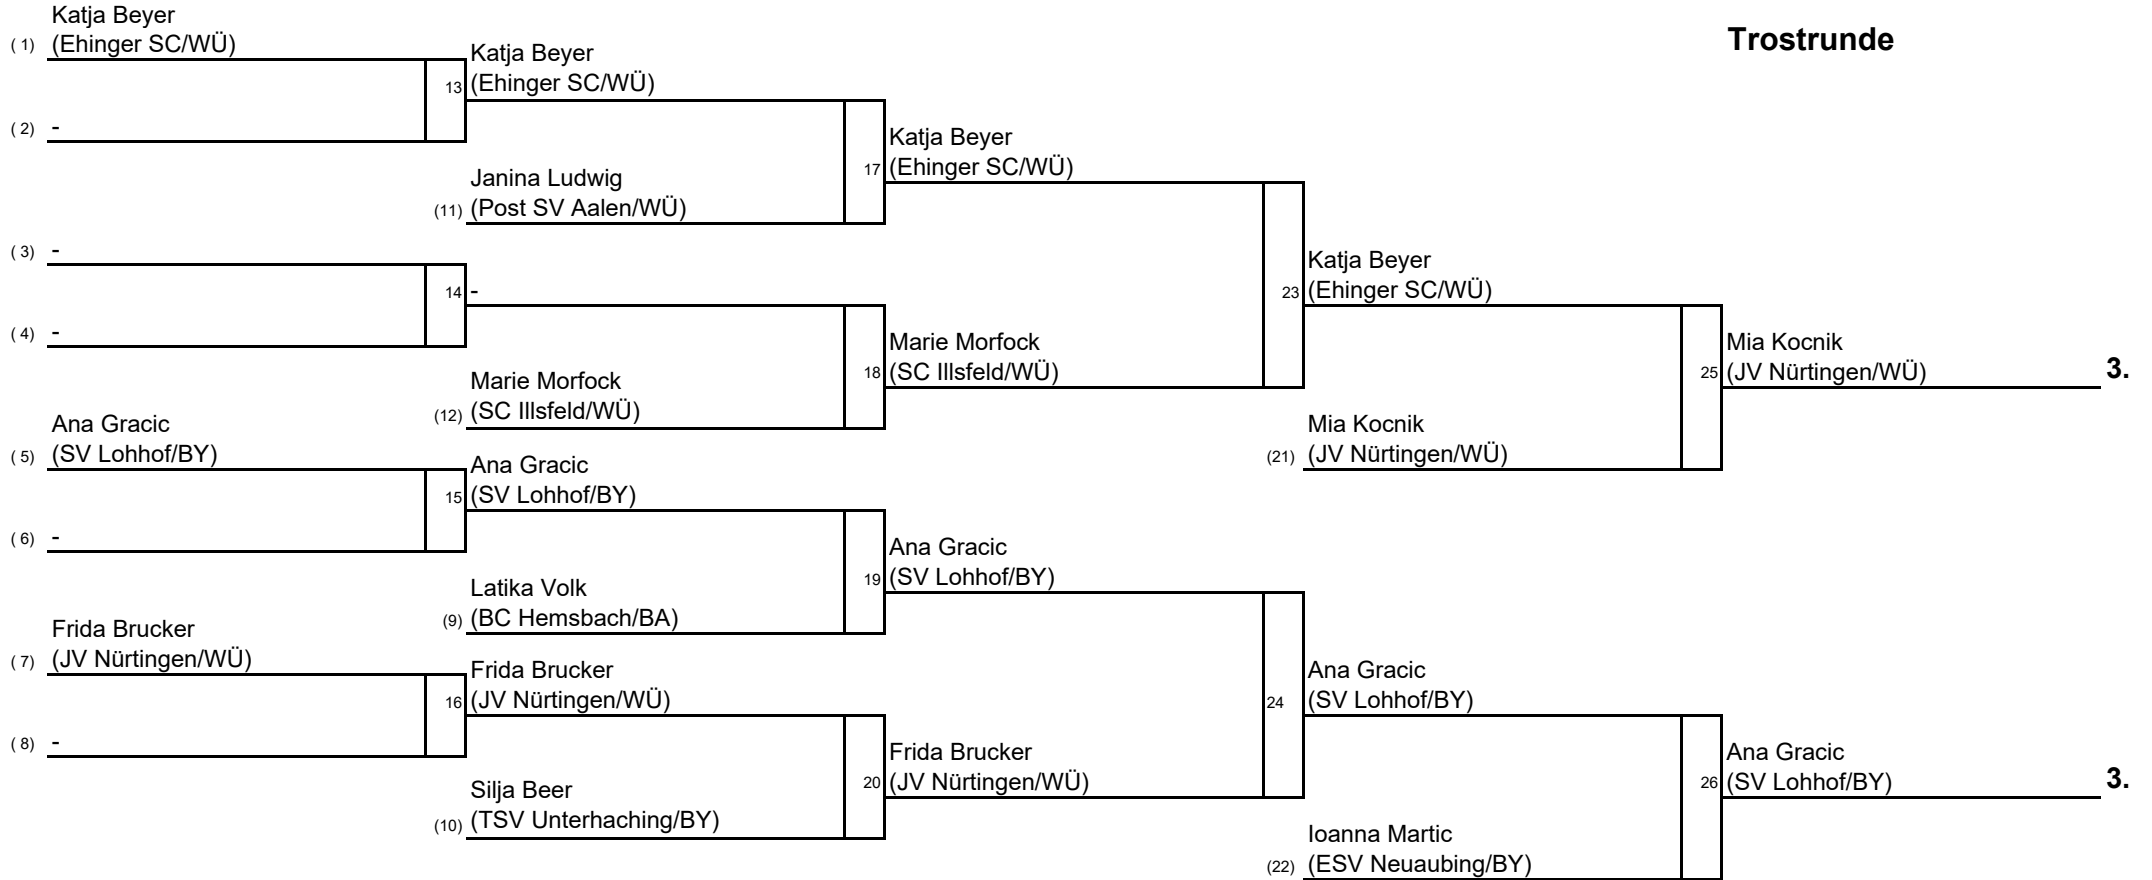 Trostrunde
Katja Beyer
( 1) (Ehinger SC/WÜ)
( 2) -
( 3) -
( 4) -
Ana Gracic
( 5) (SV Lohhof/BY)
( 6) -
Frida Brucker
( 7) (JV Nürtingen/WÜ)
( 8) -
Katja Beyer
13 (Ehinger SC/WÜ)
Janina Ludwig
(11) (Post SV Aalen/WÜ)
14 -
Marie Morfock
(12) (SC Illsfeld/WÜ)
Ana Gracic
15 (SV Lohhof/BY)
Latika Volk
(9) (BC Hemsbach/BA)
Frida Brucker
16 (JV Nürtingen/WÜ)
Silja Beer
(10) (TSV Unterhaching/BY)
Katja Beyer
17 (Ehinger SC/WÜ)
Marie Morfock
18 (SC Illsfeld/WÜ)
Ana Gracic
19 (SV Lohhof/BY)
Frida Brucker
20 (JV Nürtingen/WÜ)
Katja Beyer
23 (Ehinger SC/WÜ)
Mia Kocnik
(21) (JV Nürtingen/WÜ)
Ana Gracic
24 (SV Lohhof/BY)
Ioanna Martic
(22) (ESV Neuaubing/BY)
Mia Kocnik
25 (JV Nürtingen/WÜ) 3.
Ana Gracic
26 (SV Lohhof/BY) 3.